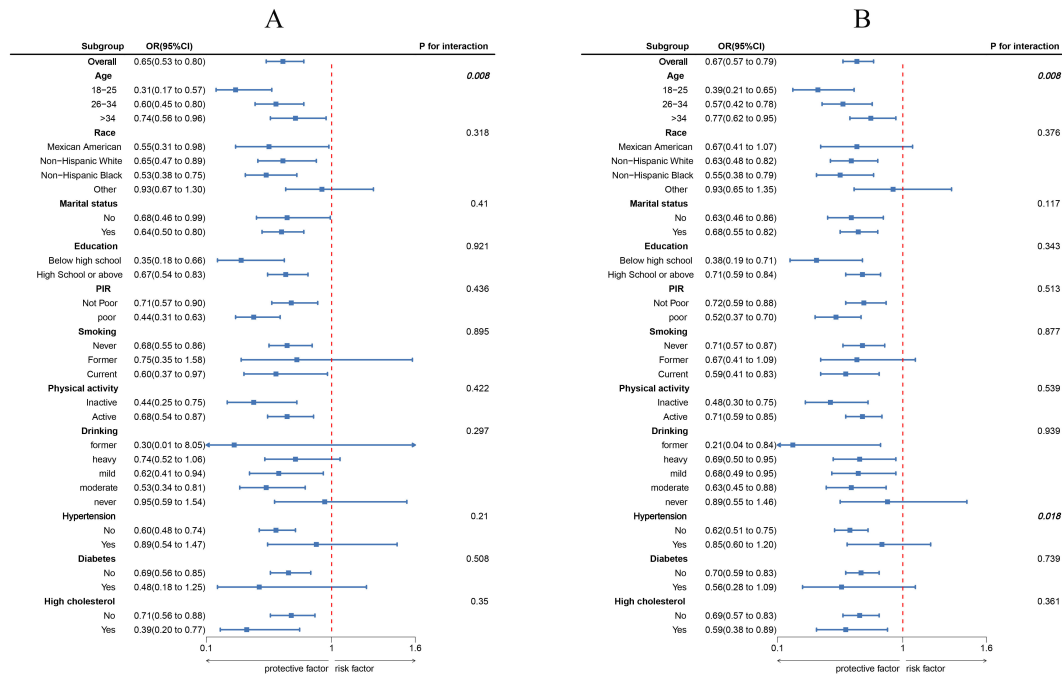 A
Subgroup OR(95%CI) P for interaction
Overall 0.65(0.53 to 0.80)
Age 0.008
18−25 0.31(0.17 to 0.57)
26−34 0.60(0.45 to 0.80)
>34 0.74(0.56 to 0.96)
Race 0.318
Mexican American 0.55(0.31 to 0.98)
Non−Hispanic White 0.65(0.47 to 0.89)
Non−Hispanic Black 0.53(0.38 to 0.75)
Other 0.93(0.67 to 1.30)
Marital status 0.41
No 0.68(0.46 to 0.99)
Yes 0.64(0.50 to 0.80)
Education 0.921
Below high school 0.35(0.18 to 0.66)
High School or above 0.67(0.54 to 0.83)
PIR 0.436
Not Poor 0.71(0.57 to 0.90)
poor 0.44(0.31 to 0.63)
Smoking 0.895
Never 0.68(0.55 to 0.86)
Former 0.75(0.35 to 1.58)
Current 0.60(0.37 to 0.97)
Physical activity 0.422
Inactive 0.44(0.25 to 0.75)
Active 0.68(0.54 to 0.87)
Drinking 0.297
former 0.30(0.01 to 8.05)
heavy 0.74(0.52 to 1.06)
mild 0.62(0.41 to 0.94)
moderate 0.53(0.34 to 0.81)
never 0.95(0.59 to 1.54)
Hypertension 0.21
No 0.60(0.48 to 0.74)
Yes 0.89(0.54 to 1.47)
Diabetes 0.508
No 0.69(0.56 to 0.85)
Yes 0.48(0.18 to 1.25)
High cholesterol 0.35
No 0.71(0.56 to 0.88)
Yes 0.39(0.20 to 0.77)
0.1 1 1.6
protective factor risk factor
B
Subgroup OR(95%CI) P for interaction
Overall 0.67(0.57 to 0.79)
Age 0.008
18−25 0.39(0.21 to 0.65)
26−34 0.57(0.42 to 0.78)
>34 0.77(0.62 to 0.95)
Race 0.376
Mexican American 0.67(0.41 to 1.07)
Non−Hispanic White 0.63(0.48 to 0.82)
Non−Hispanic Black 0.55(0.38 to 0.79)
Other 0.93(0.65 to 1.35)
Marital status 0.117
No 0.63(0.46 to 0.86)
Yes 0.68(0.55 to 0.82)
Education 0.343
Below high school 0.38(0.19 to 0.71)
High School or above 0.71(0.59 to 0.84)
PIR 0.513
Not Poor 0.72(0.59 to 0.88)
poor 0.52(0.37 to 0.70)
Smoking 0.877
Never 0.71(0.57 to 0.87)
Former 0.67(0.41 to 1.09)
Current 0.59(0.41 to 0.83)
Physical activity 0.539
Inactive 0.48(0.30 to 0.75)
Active 0.71(0.59 to 0.85)
Drinking 0.939
former 0.21(0.04 to 0.84)
heavy 0.69(0.50 to 0.95)
mild 0.68(0.49 to 0.95)
moderate 0.63(0.45 to 0.88)
never 0.89(0.55 to 1.46)
Hypertension 0.018
No 0.62(0.51 to 0.75)
Yes 0.85(0.60 to 1.20)
Diabetes 0.739
No 0.70(0.59 to 0.83)
Yes 0.56(0.28 to 1.09)
High cholesterol 0.361
No 0.69(0.57 to 0.83)
Yes 0.59(0.38 to 0.89)
0.1 1 1.6
protective factor risk factor